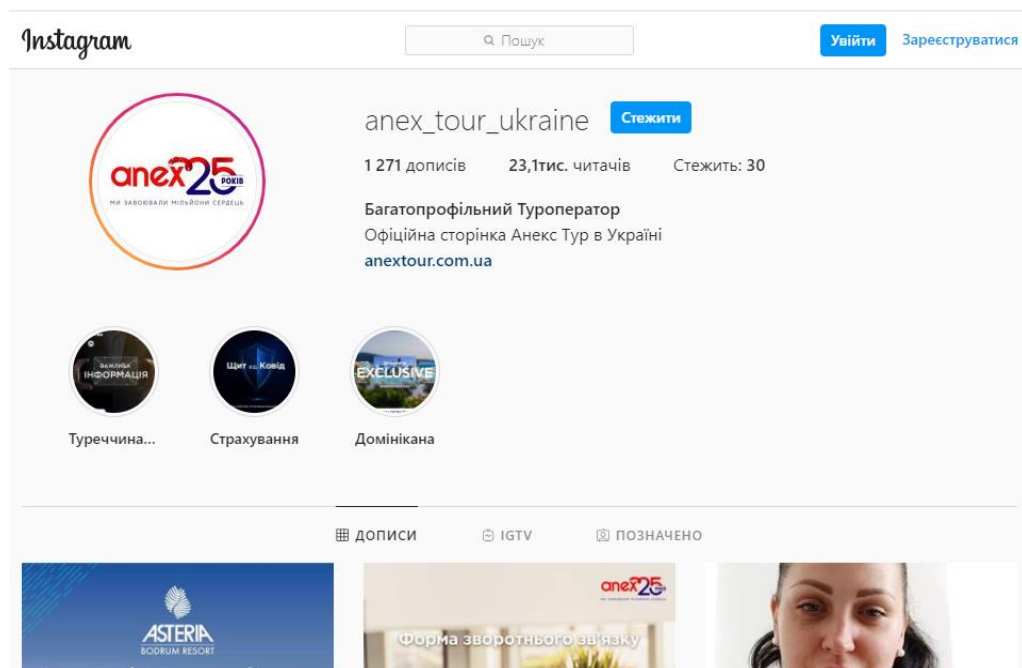 Instagram
Пошук
Увійти
Зареєструватися
anex_tour_ukraine
Стежити
1 271 дописів 23,1тис. читачів Стежить: 30
Багатопрофільний Туроператор
Офіційна сторінка Анекс Тур в Україні
anextour.com.ua
anex 25 РОКІВ
МИ ЗАВОЮВАЛИ МІЛЬЙОНИ СЕРДЕЦЬ
ВАЖЛИВА
ІНФОРМАЦІЯ
Щит від Ковід
EXCLUSIVE
Туреччина...
Страхування
Домінікана
ДОПИСИ
IGTV
ПОЗНАЧЕНО
ASTERIA
BODRUM RESORT
anex 25
Форма зворотнього зв'язку